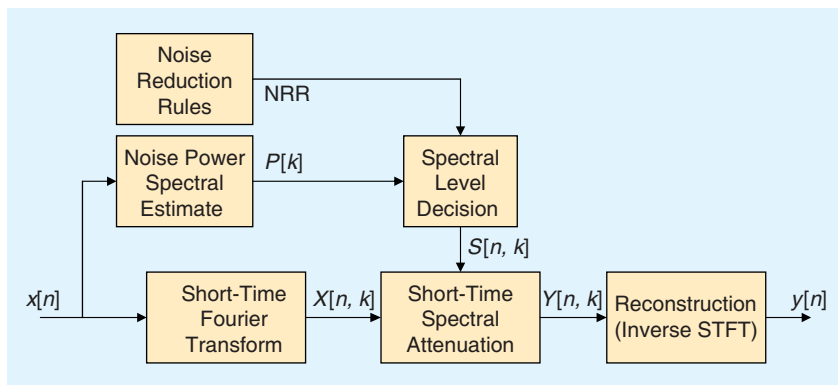 Noise
Reduction
Rules
NRR
Noise Power
Spectral
Estimate
P[k]
Spectral
Level
Decision
S[n, k]
x[n]
Short-Time
Fourier
Transform
X[n, k]
Short-Time
Spectral
Attenuation
Y[n, k]
Reconstruction
(Inverse STFT)
y[n]